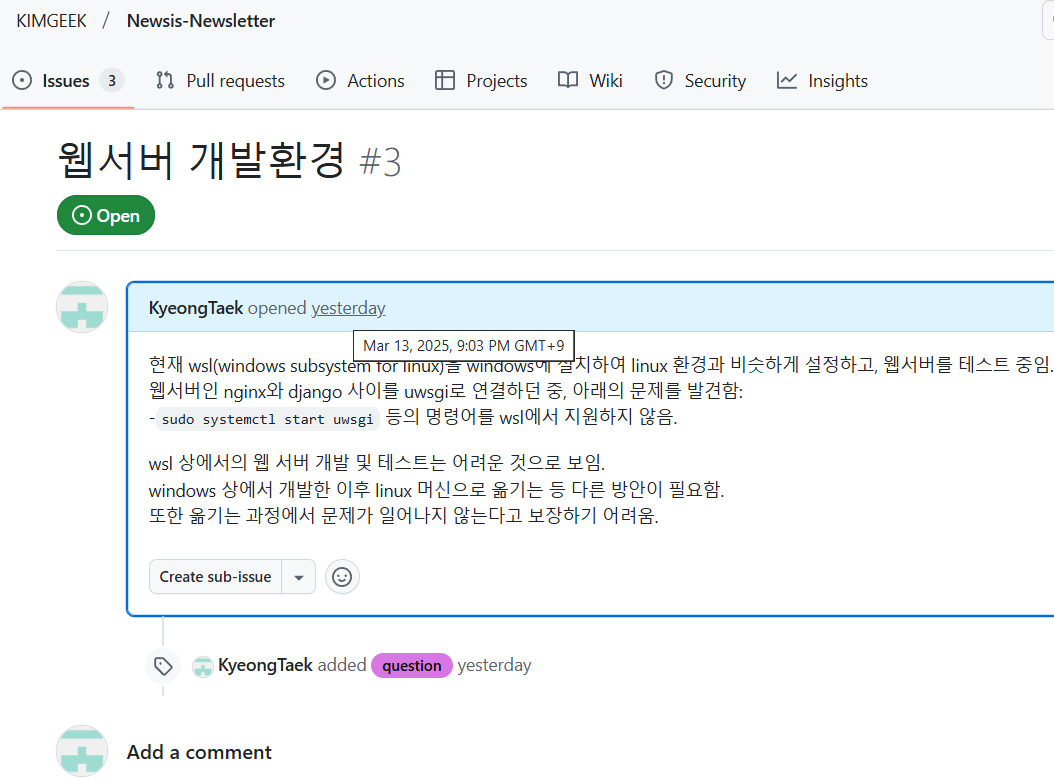 KIMGEEK / Newsis-Newsletter
Issues 3 Pull requests Actions Projects Wiki Security Insights
웹서버 개발환경 #3
Open
KyeongTaek opened yesterday
Mar 13, 2025, 9:03 PM GMT+9
현재 wsl(windows subsystem for linux)을 windows에 설치하여 linux 환경과 비슷하게 설정하고, 웹서버를 테스트 중임.
웹서버인 nginx와 django 사이를 uwsgi로 연결하던 중, 아래의 문제를 발견함:
- sudo systemctl start uwsgi 등의 명령어를 wsl에서 지원하지 않음.
wsl 상에서의 웹 서버 개발 및 테스트는 어려운 것으로 보임.
windows 상에서 개발한 이후 linux 머신으로 옮기는 등 다른 방안이 필요함.
또한 옮기는 과정에서 문제가 일어나지 않는다고 보장하기 어려움.
Create sub-issue
KyeongTaek added question yesterday
Add a comment